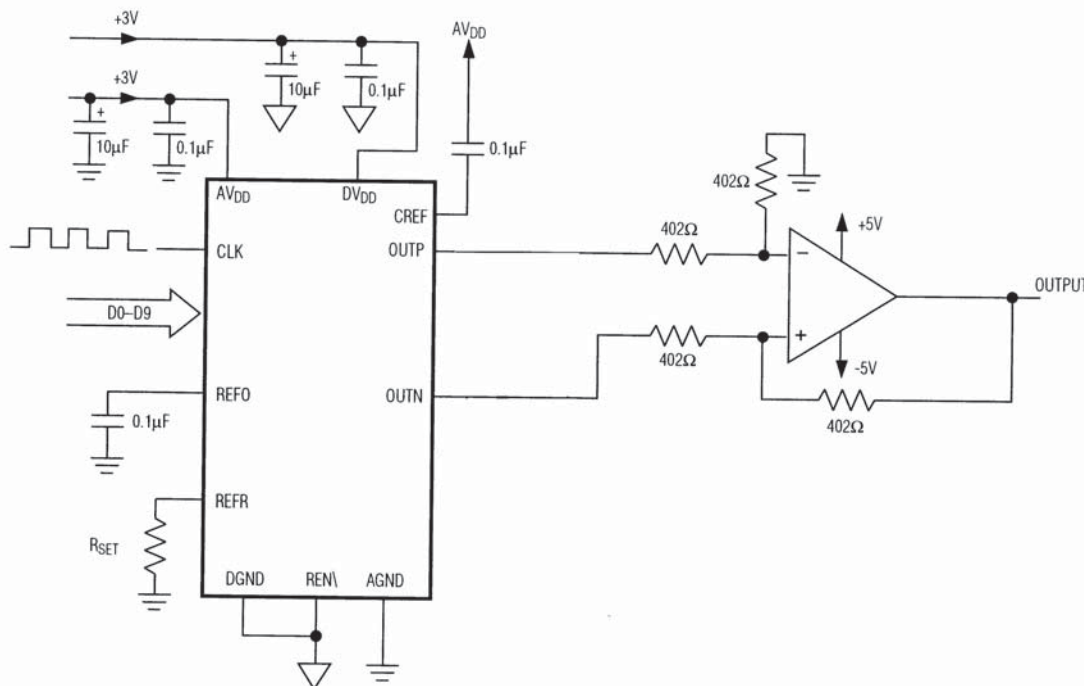 +3V
AVDD
+3V
+
10µF
0.1µF
+
10µF
0.1µF
0.1µF
402Ω
AVDD
DVDD
CREF
402Ω
+5V
CLK
OUTP
−
OUTPUT
D0–D9
+
402Ω
-5V
REFO
OUTN
402Ω
0.1µF
REFR
RSET
DGND
REN\
AGND